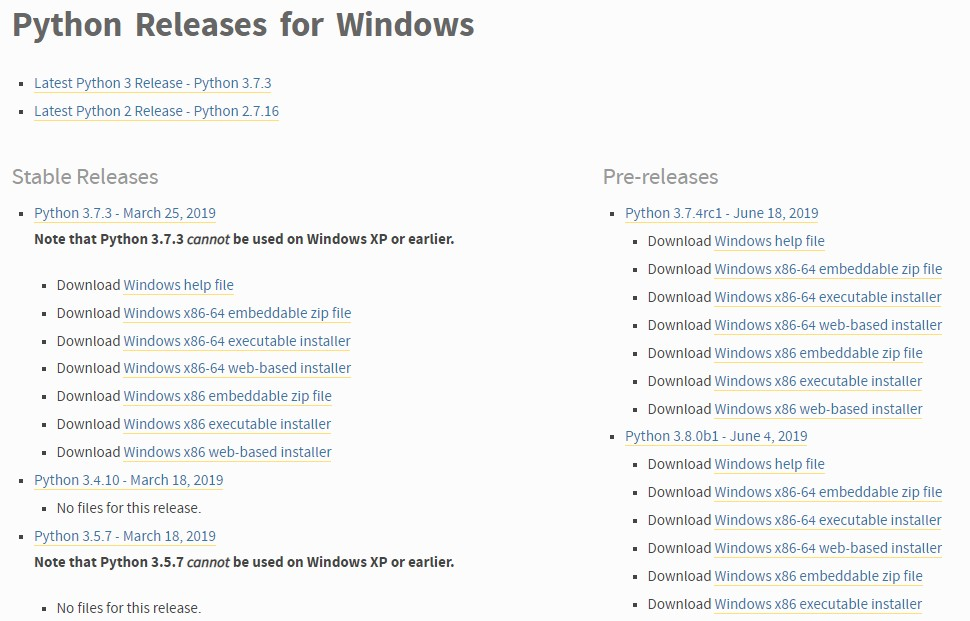 Python Releases for Windows
Latest Python 3 Release - Python 3.7.3
Latest Python 2 Release - Python 2.7.16
Stable Releases
Python 3.7.3 - March 25, 2019
Note that Python 3.7.3 cannot be used on Windows XP or earlier.
Download Windows help file
Download Windows x86-64 embeddable zip file
Download Windows x86-64 executable installer
Download Windows x86-64 web-based installer
Download Windows x86 embeddable zip file
Download Windows x86 executable installer
Download Windows x86 web-based installer
Python 3.4.10 - March 18, 2019
No files for this release.
Python 3.5.7 - March 18, 2019
Note that Python 3.5.7 cannot be used on Windows XP or earlier.
No files for this release.
Pre-releases
Python 3.7.4rc1 - June 18, 2019
Download Windows help file
Download Windows x86-64 embeddable zip file
Download Windows x86-64 executable installer
Download Windows x86-64 web-based installer
Download Windows x86 embeddable zip file
Download Windows x86 executable installer
Download Windows x86 web-based installer
Python 3.8.0b1 - June 4, 2019
Download Windows help file
Download Windows x86-64 embeddable zip file
Download Windows x86-64 executable installer
Download Windows x86-64 web-based installer
Download Windows x86 embeddable zip file
Download Windows x86 executable installer